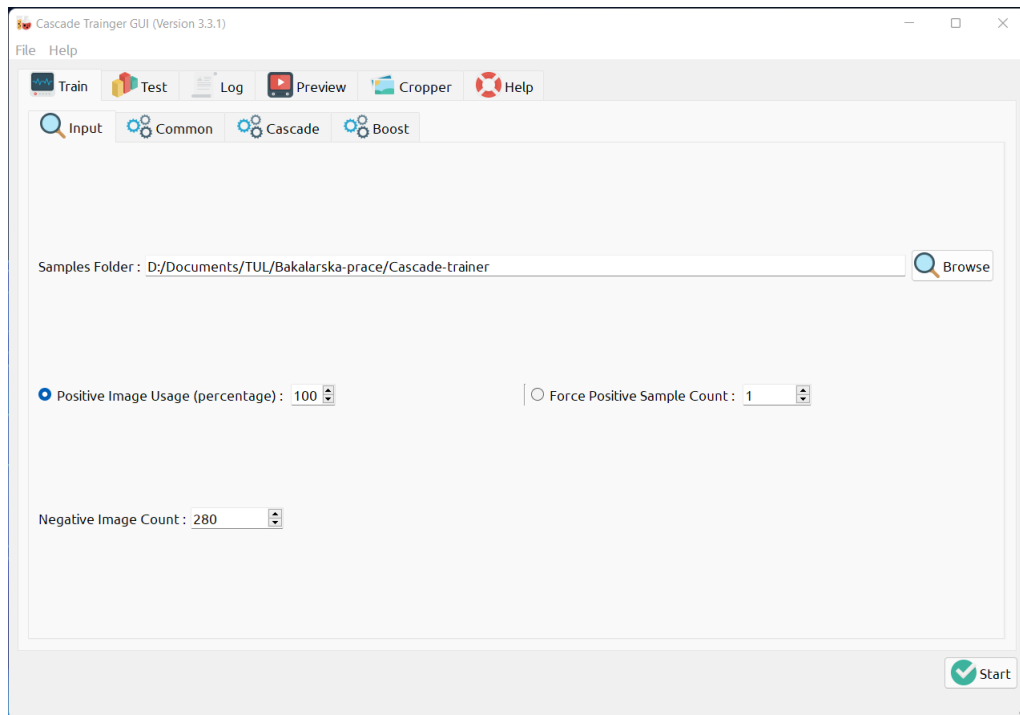 Cascade Trainger GUI (Version 3.3.1)
File Help
Train Test Log Preview Cropper Help
Input Common Cascade Boost
Samples Folder : D:/Documents/TUL/Bakalarska-prace/Cascade-trainer Browse
Positive Image Usage (percentage) : 100 Force Positive Sample Count : 1
Negative Image Count : 280
Start